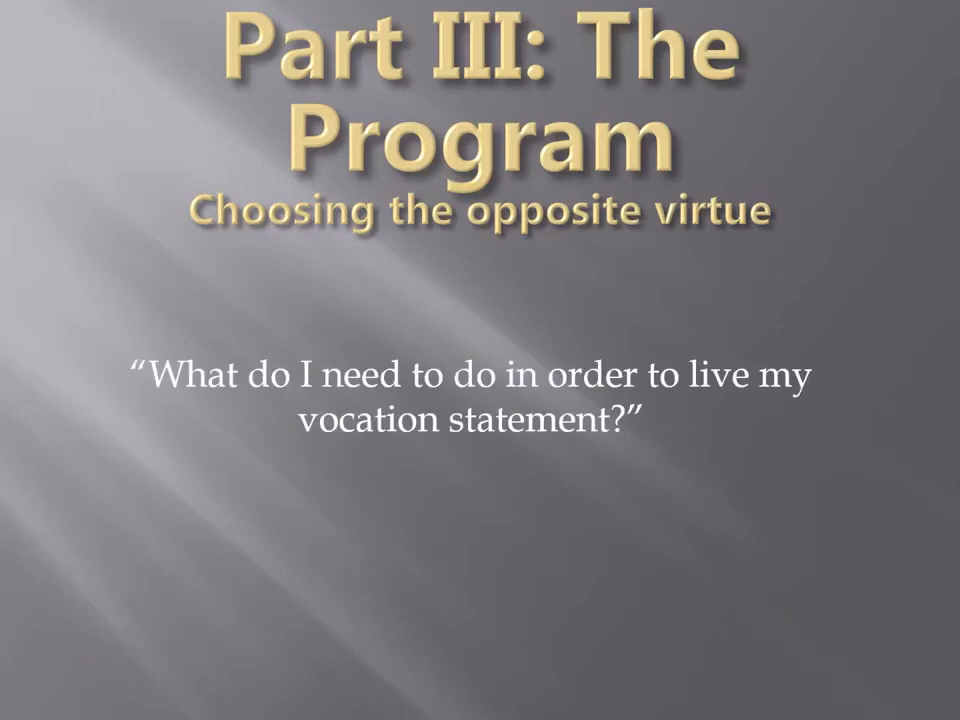 Part III: The
Program
Choosing the opposite virtue
“What do I need to do in order to live my
vocation statement?”